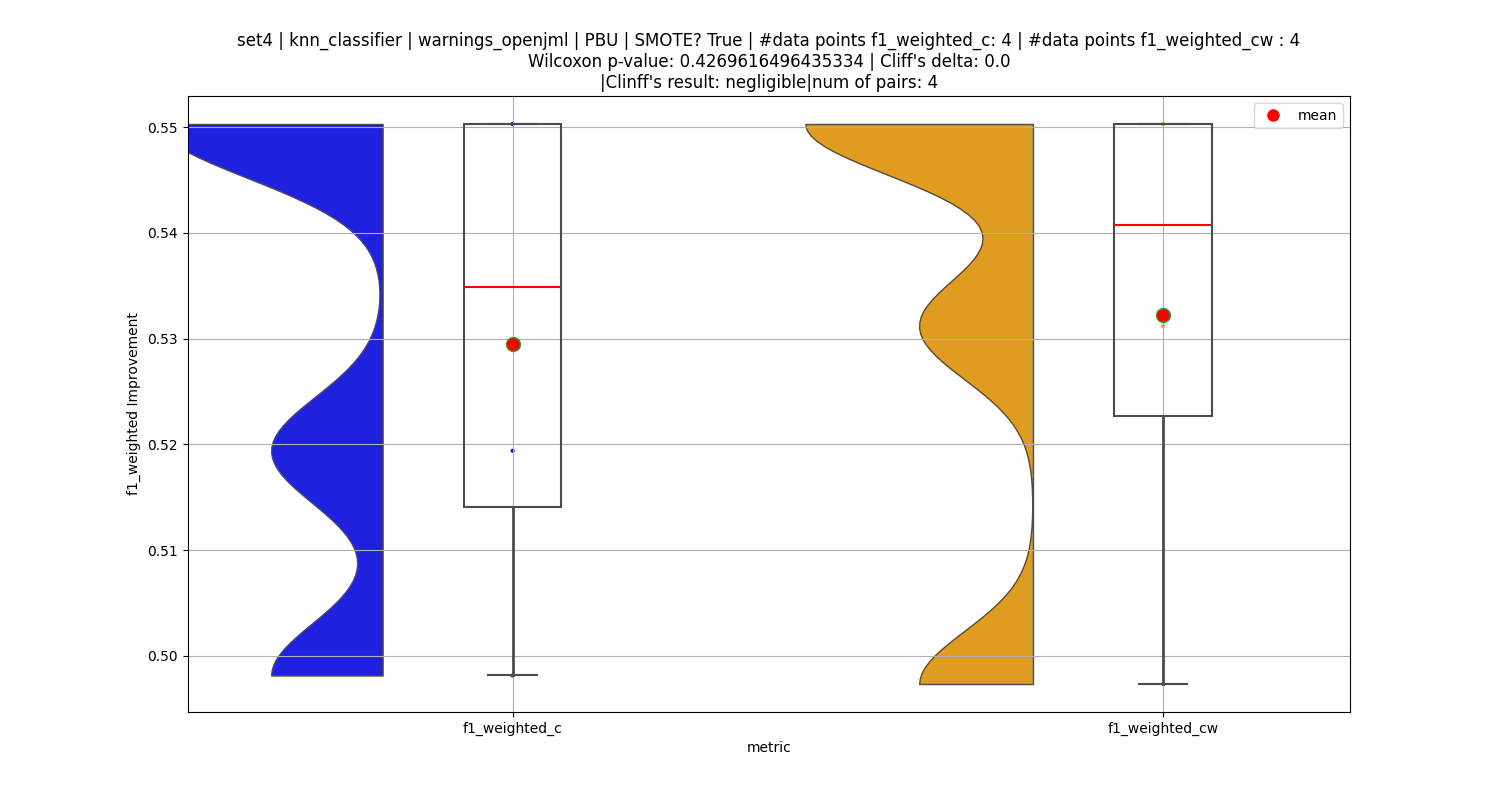 set4 | knn_classifier | warnings_openjml | PBU | SMOTE? True | #data points f1_weighted_c: 4 | #data points f1_weighted_cw : 4
Wilcoxon p-value: 0.4269616496435334 | Cliff's delta: 0.0
|Clinff's result: negligible|num of pairs: 4
mean
0.55
0.54
0.53
0.52
0.51
0.50
f1_weighted Improvement
f1_weighted_c
f1_weighted_cw
metric